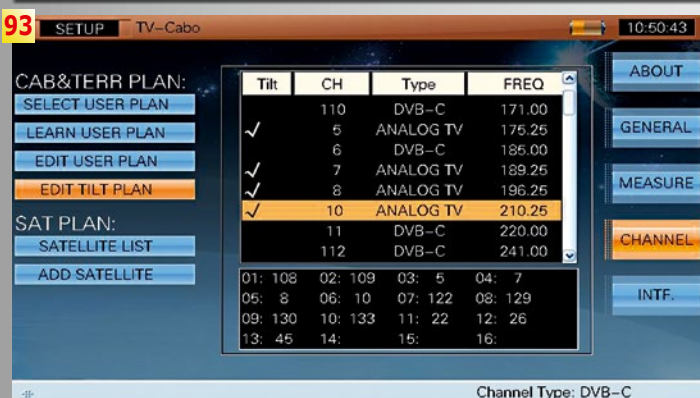 93
SETUP TV-Cabo 10:50:43
CAB&TERR PLAN:
SELECT USER PLAN
LEARN USER PLAN
EDIT USER PLAN
EDIT TILT PLAN
SAT PLAN:
SATELLITE LIST
ADD SATELLITE
Tilt CH Type FREQ
110 DVB-C 171.00
✓ 5 ANALOG TV 175.25
6 DVB-C 185.00
✓ 7 ANALOG TV 189.25
✓ 8 ANALOG TV 196.25
✓ 10 ANALOG TV 210.25
11 DVB-C 220.00
112 DVB-C 241.00
01: 108 02: 109 03: 5 04: 7
05: 8 06: 10 07: 122 08: 129
09: 130 10: 133 11: 22 12: 26
13: 45 14: 15: 16:
ABOUT
GENERAL
MEASURE
CHANNEL
INTF.
Channel Type: DVB-C